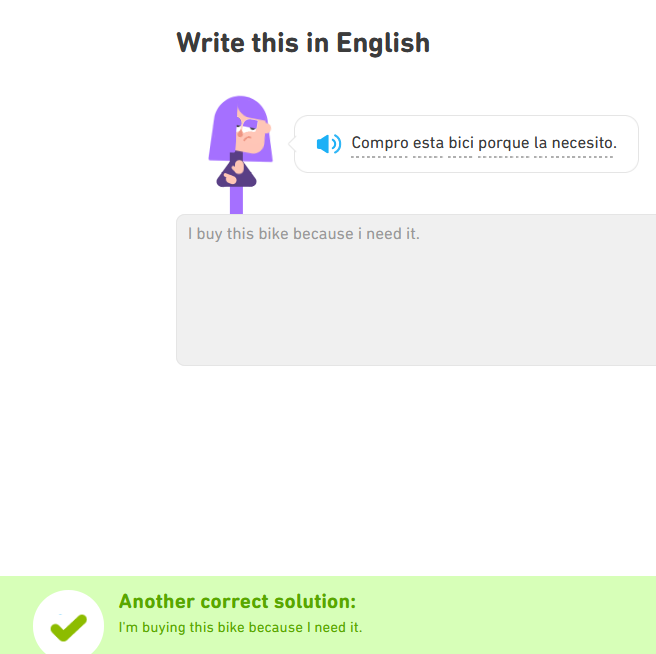 Write this in English
Compro esta bici porque la necesito.
I buy this bike because i need it.
Another correct solution:
I'm buying this bike because I need it.